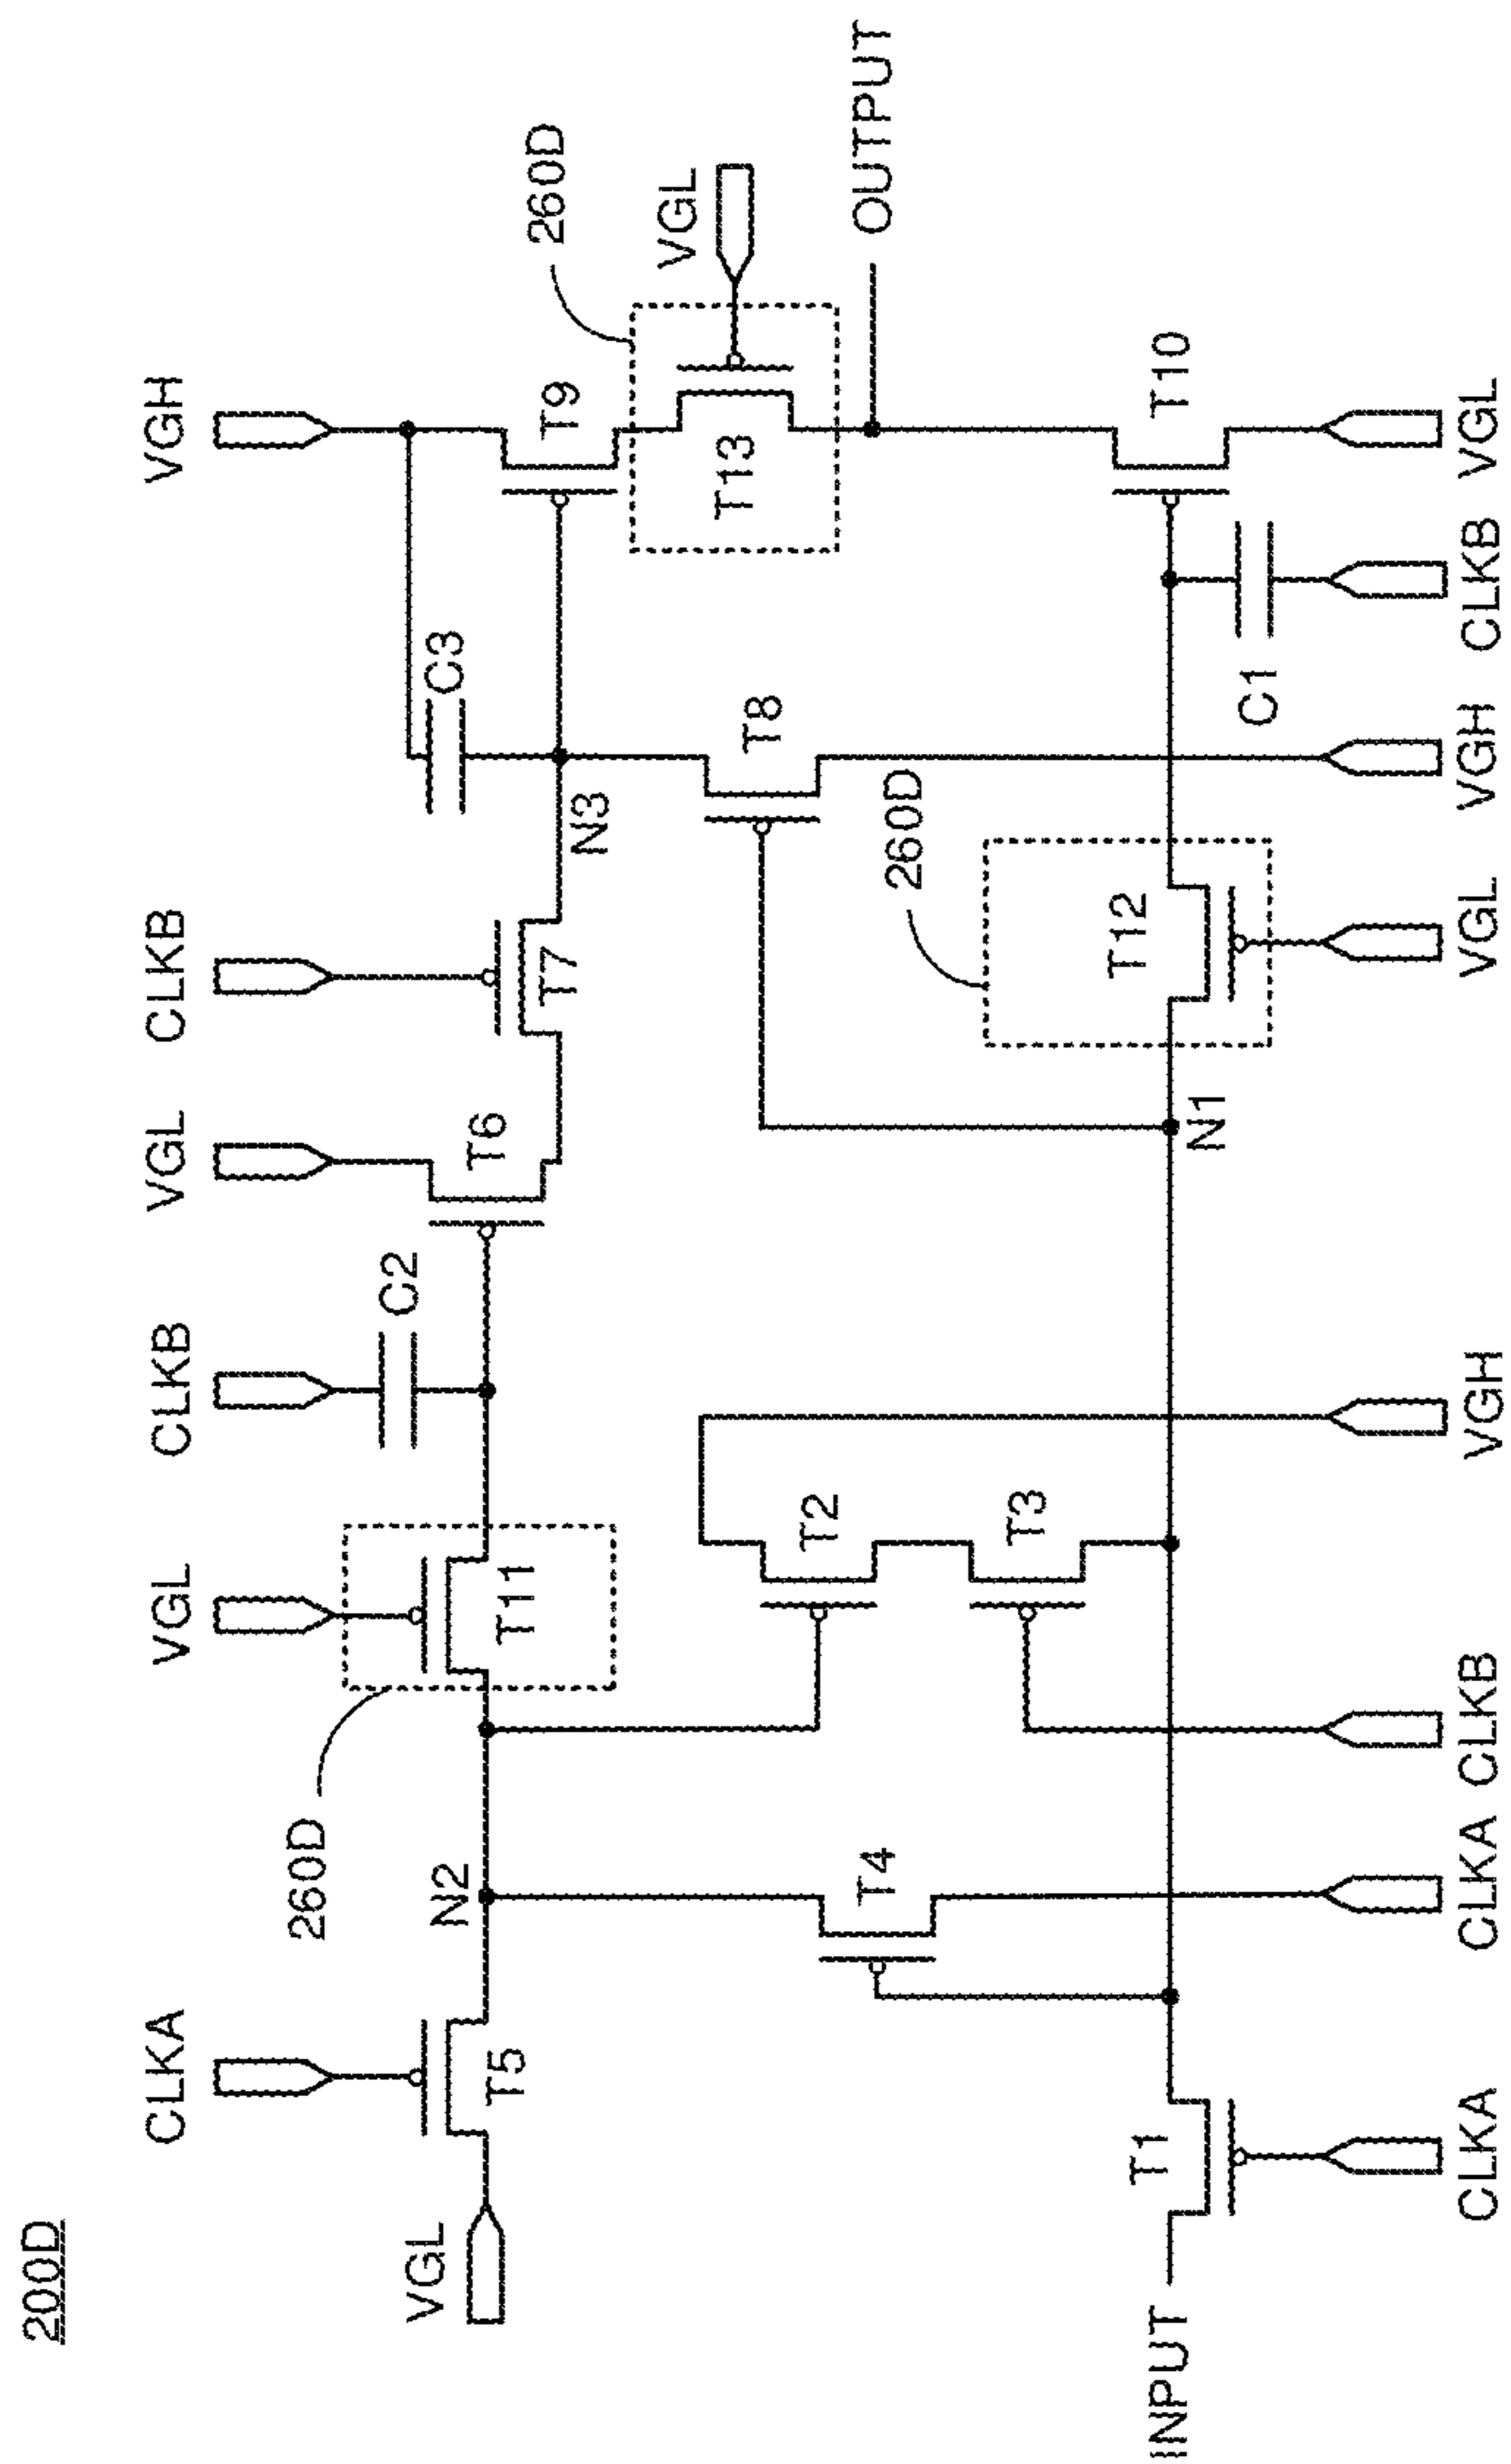 200D
CLKA
VGL
CLKB
VGL
CLKB
VGH
260D
VGL
N2
C2
C3
T5
T11
T6
T7
N3
T9
260D
VGL
T13
T8
T2
T4
OUTPUT
260D
T3
T12
INPUT
T1
N1
T10
C1
CLKA
CLKA
CLKB
VGH
VGL
VGH
CLKB
VGL